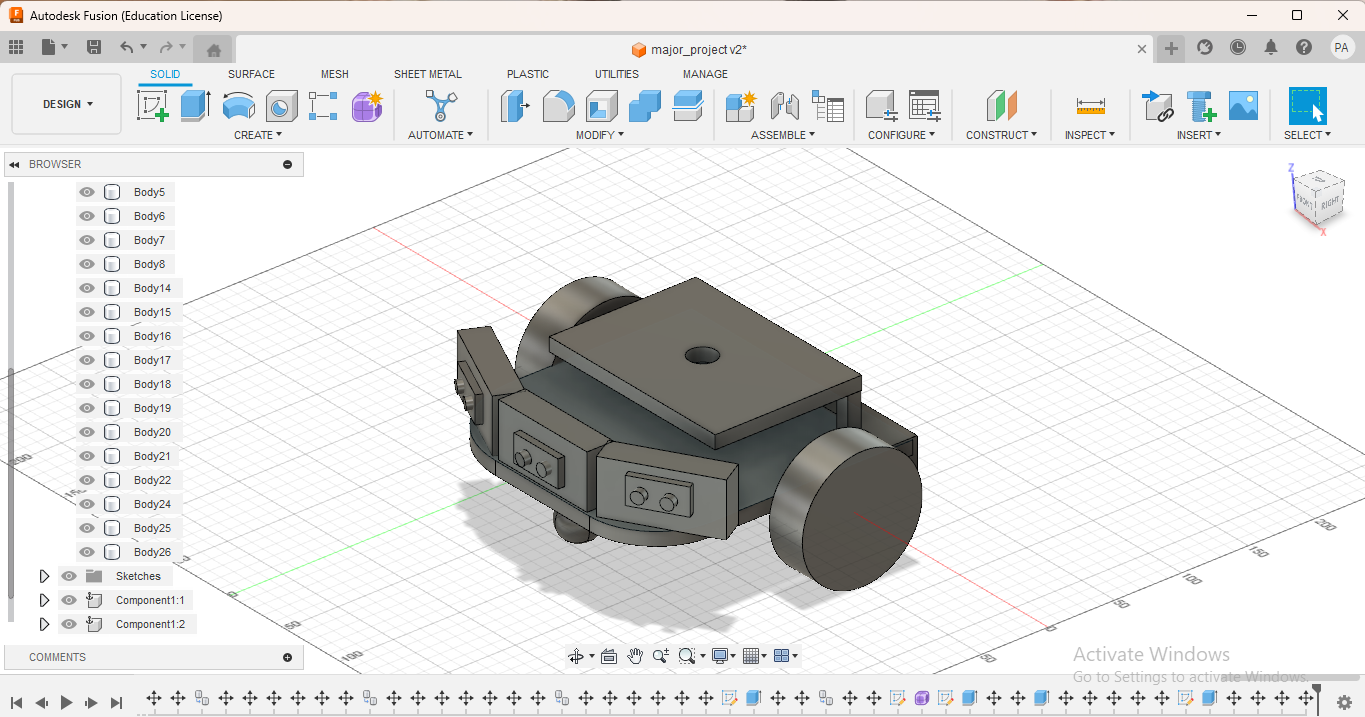 Autodesk Fusion (Education License)
major_project v2*
PA
SOLID SURFACE MESH SHEET METAL PLASTIC UTILITIES MANAGE
DESIGN
CREATE AUTOMATE MODIFY ASSEMBLE CONFIGURE CONSTRUCT INSPECT INSERT SELECT
BROWSER
Body5
Body6
Body7
Body8
Body14
Body15
Body16
Body17
Body18
Body19
Body20
Body21
Body22
Body24
Body25
Body26
Sketches
Component1:1
Component1:2
COMMENTS
Z
FRONT
RIGHT
X
200
50
100
50
50
100
150
200
Activate Windows
Go to Settings to activate Windows.